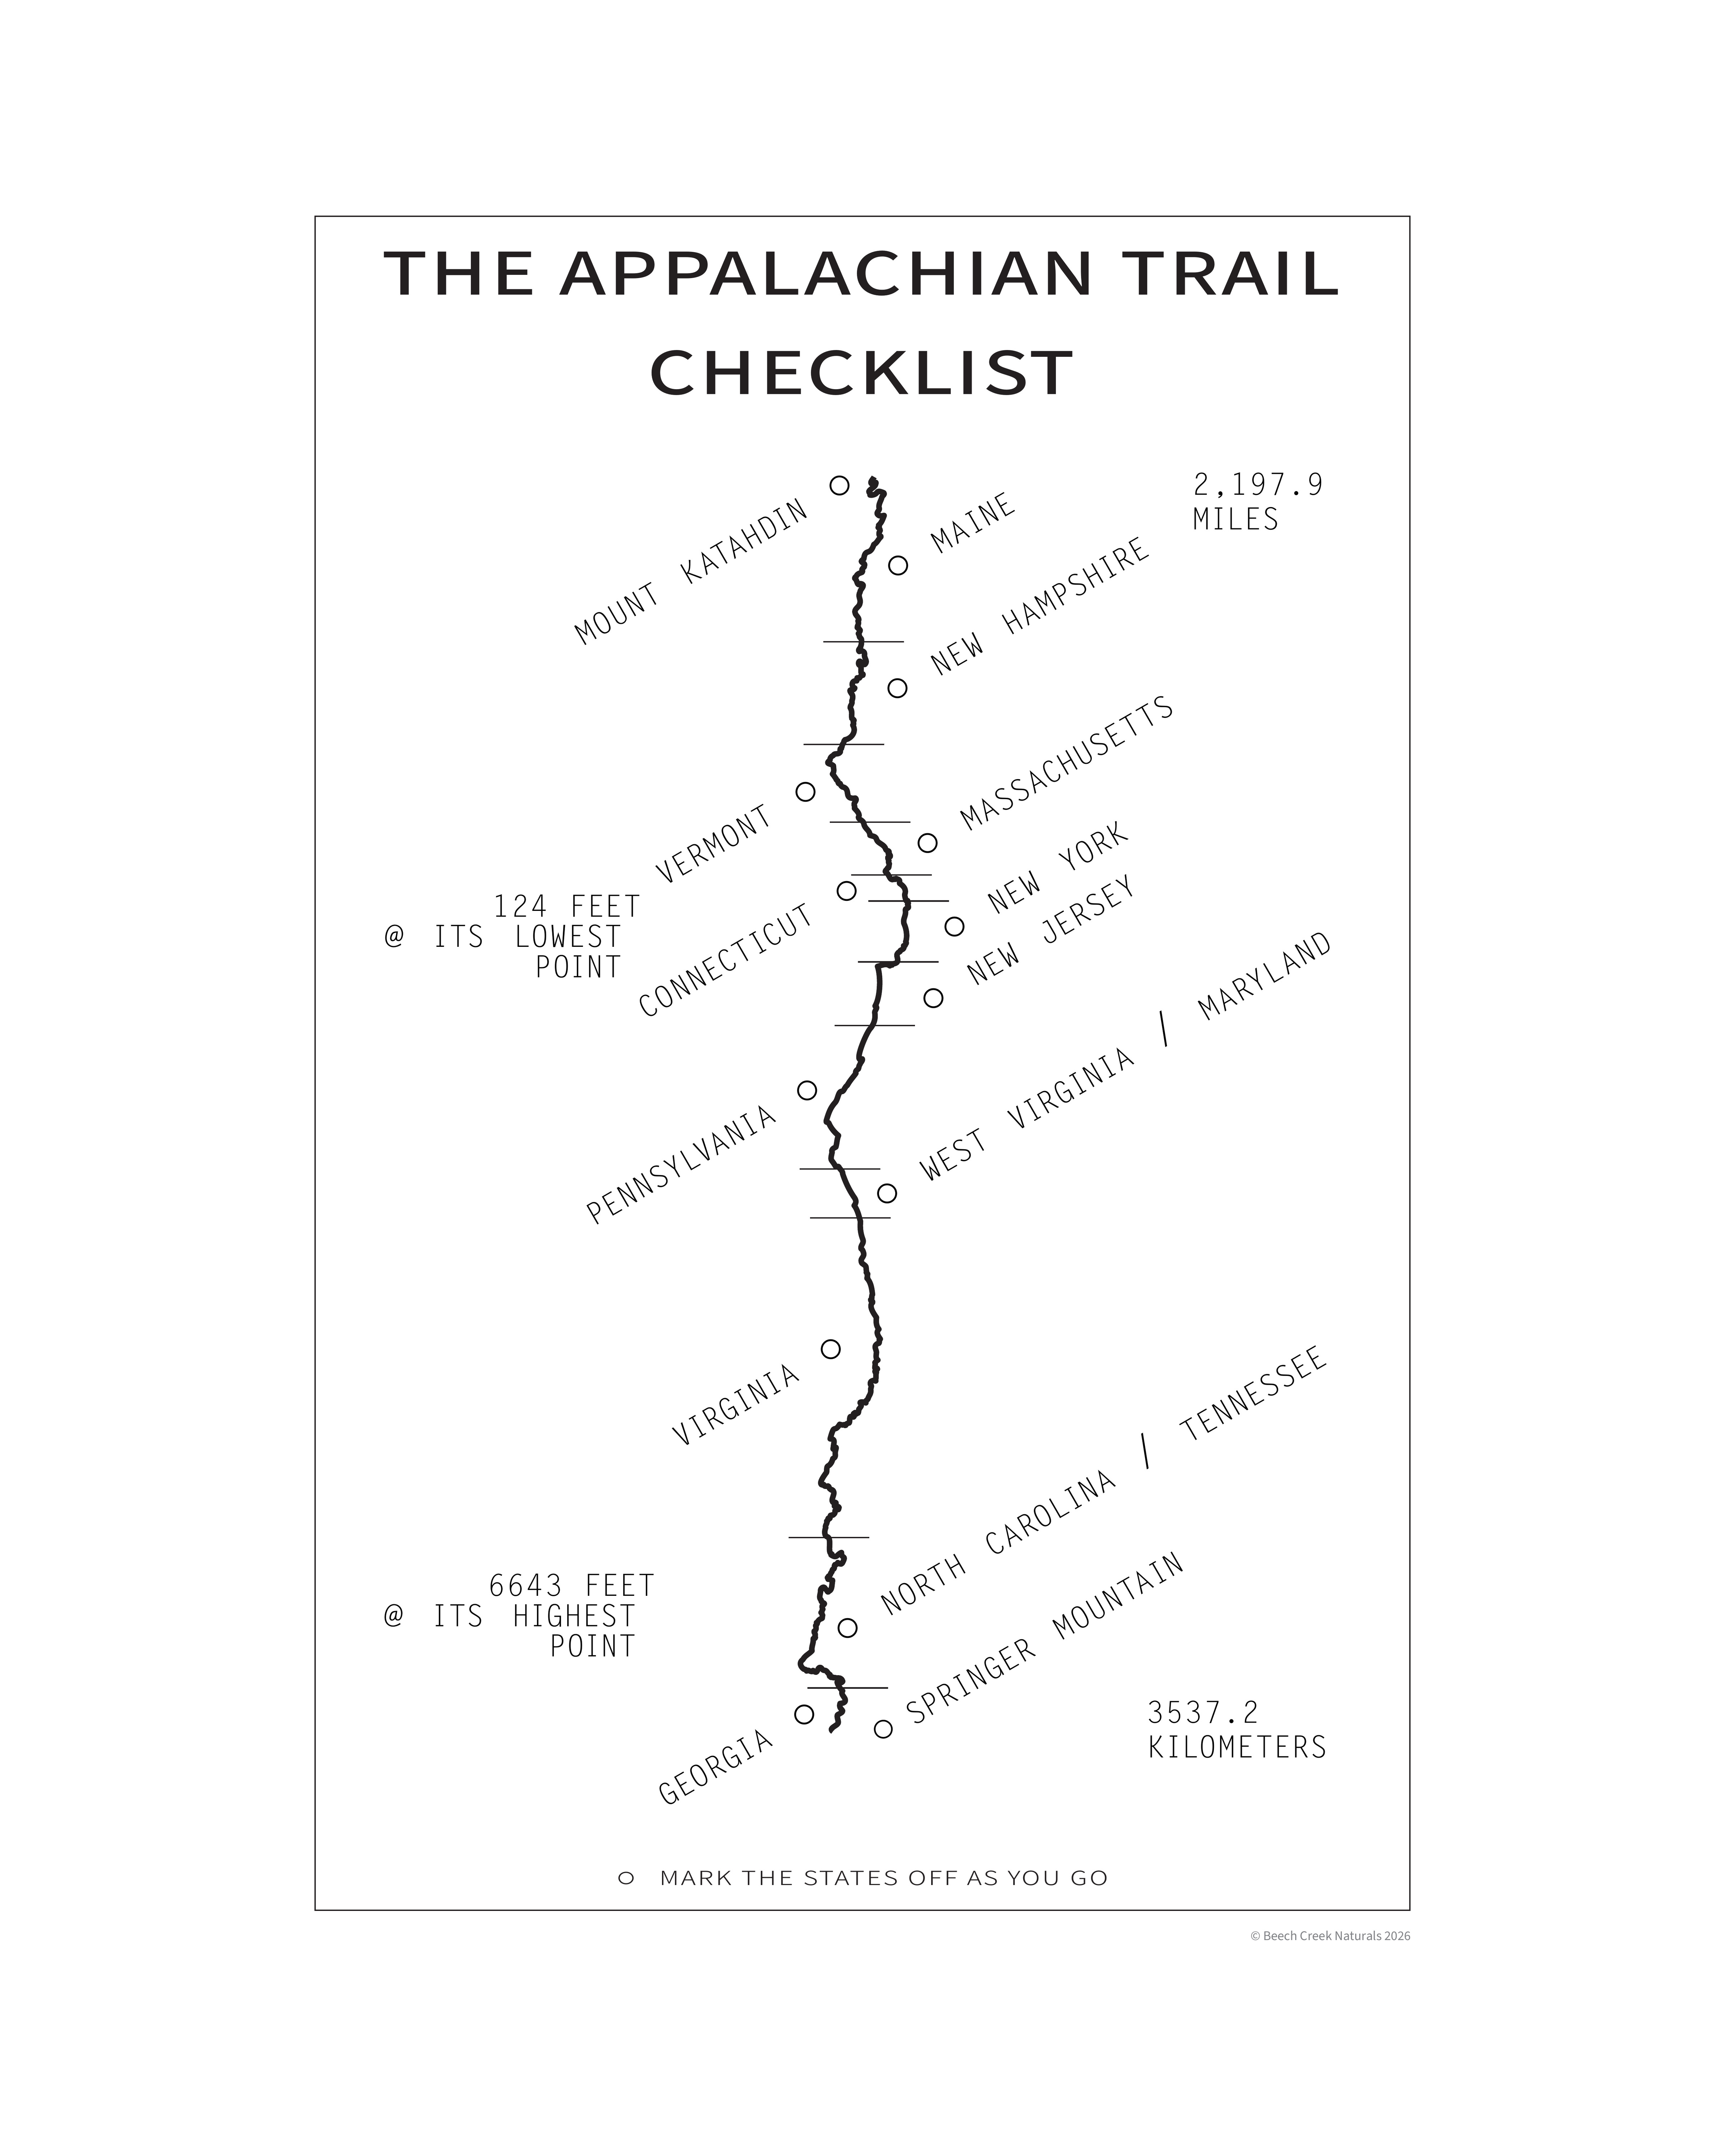 THE APPALACHIAN TRAIL
CHECKLIST
2,197.9
MILES
MOUNT KATAHDIN
MAINE
NEW HAMPSHIRE
MASSACHUSETTS
VERMONT
NEW YORK
124 FEET
@ ITS LOWEST
POINT
CONNECTICUT
NEW JERSEY
WEST VIRGINIA / MARYLAND
PENNSYLVANIA
VIRGINIA
NORTH CAROLINA / TENNESSEE
6643 FEET
@ ITS HIGHEST
POINT
SPRINGER MOUNTAIN
GEORGIA
3537.2
KILOMETERS
MARK THE STATES OFF AS YOU GO
© Beech Creek Naturals 2026